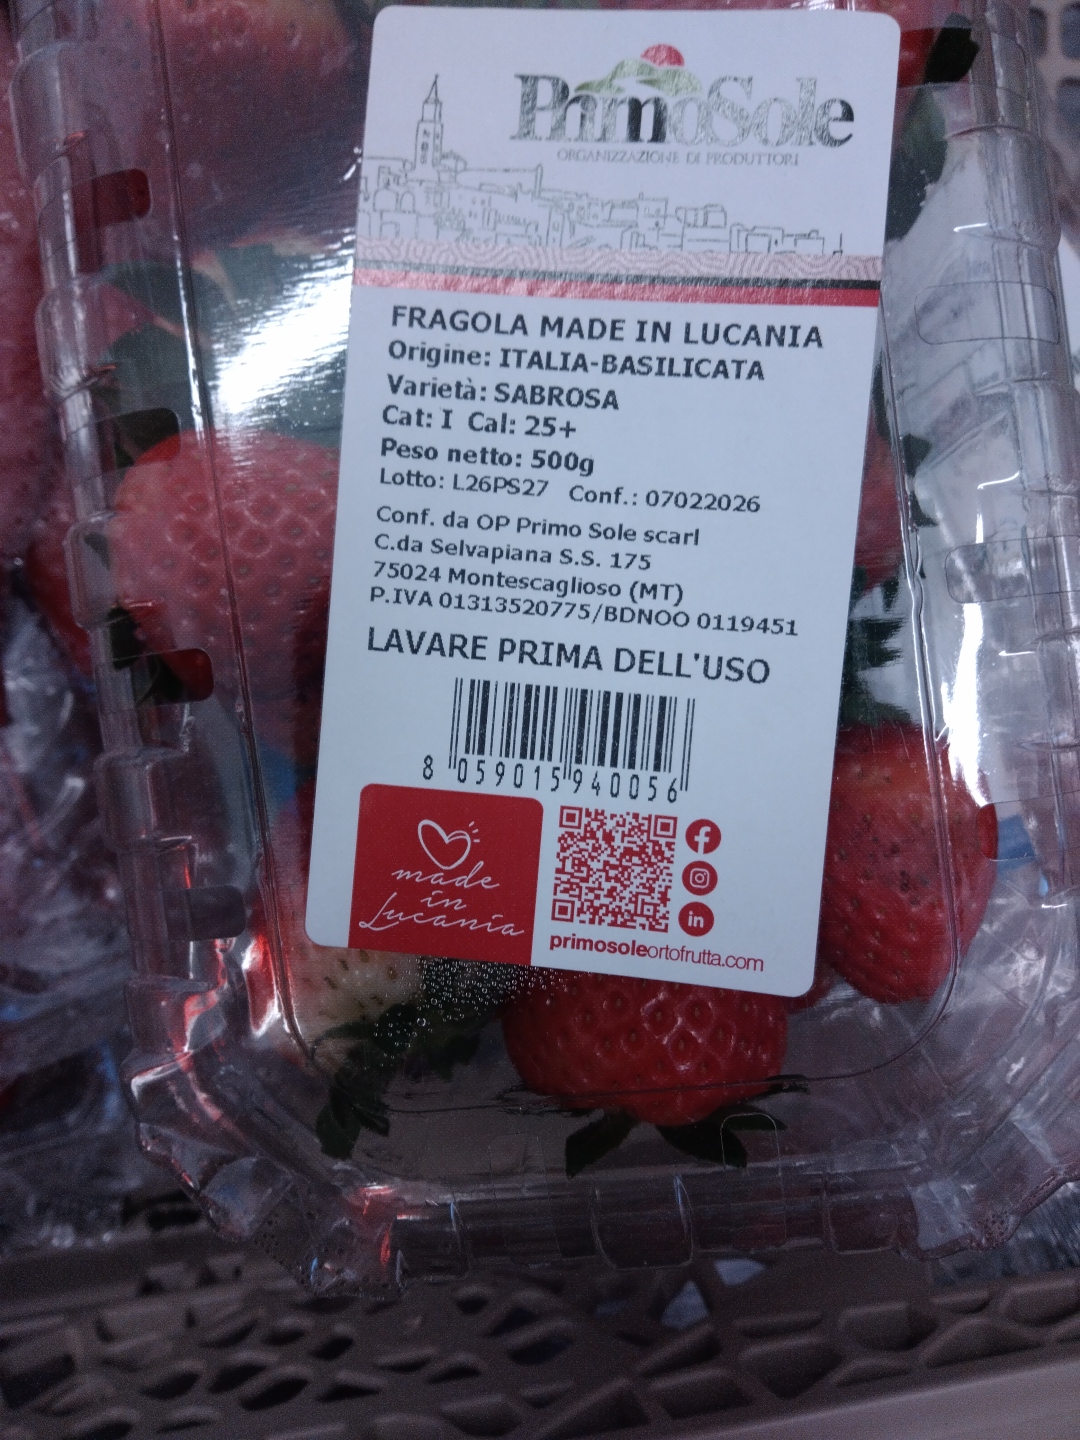 PrimoSole
ORGANIZZAZIONE DI PRODUTTORI
FRAGOLA MADE IN LUCANIA
Origine: ITALIA-BASILICATA
Varietà: SABROSA
Cat: I Cal: 25+
Peso netto: 500g
Lotto: L26PS27 Conf.: 07022026
Conf. da OP Primo Sole scarl
C.da Selvapiana S.S. 175
75024 Montescaglioso (MT)
P.IVA 01313520775/BDNOO 0119451
LAVARE PRIMA DELL'USO
8 059015 940056
made
in
Lucania
primosoleortofrutta.com